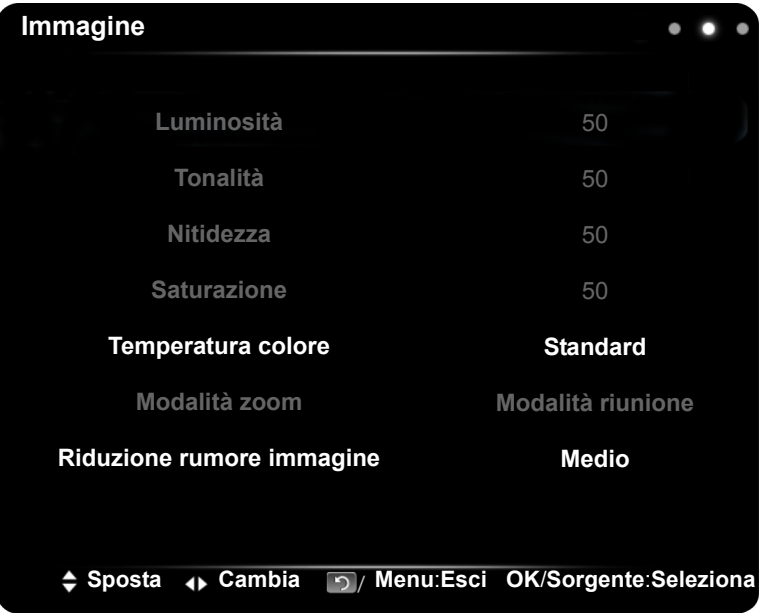 Immagine
Luminosità 50
Tonalità 50
Nitidezza 50
Saturazione 50
Temperatura colore Standard
Modalità zoom Modalità riunione
Riduzione rumore immagine Medio
Sposta Cambia / Menu:Esci OK/Sorgente:Seleziona